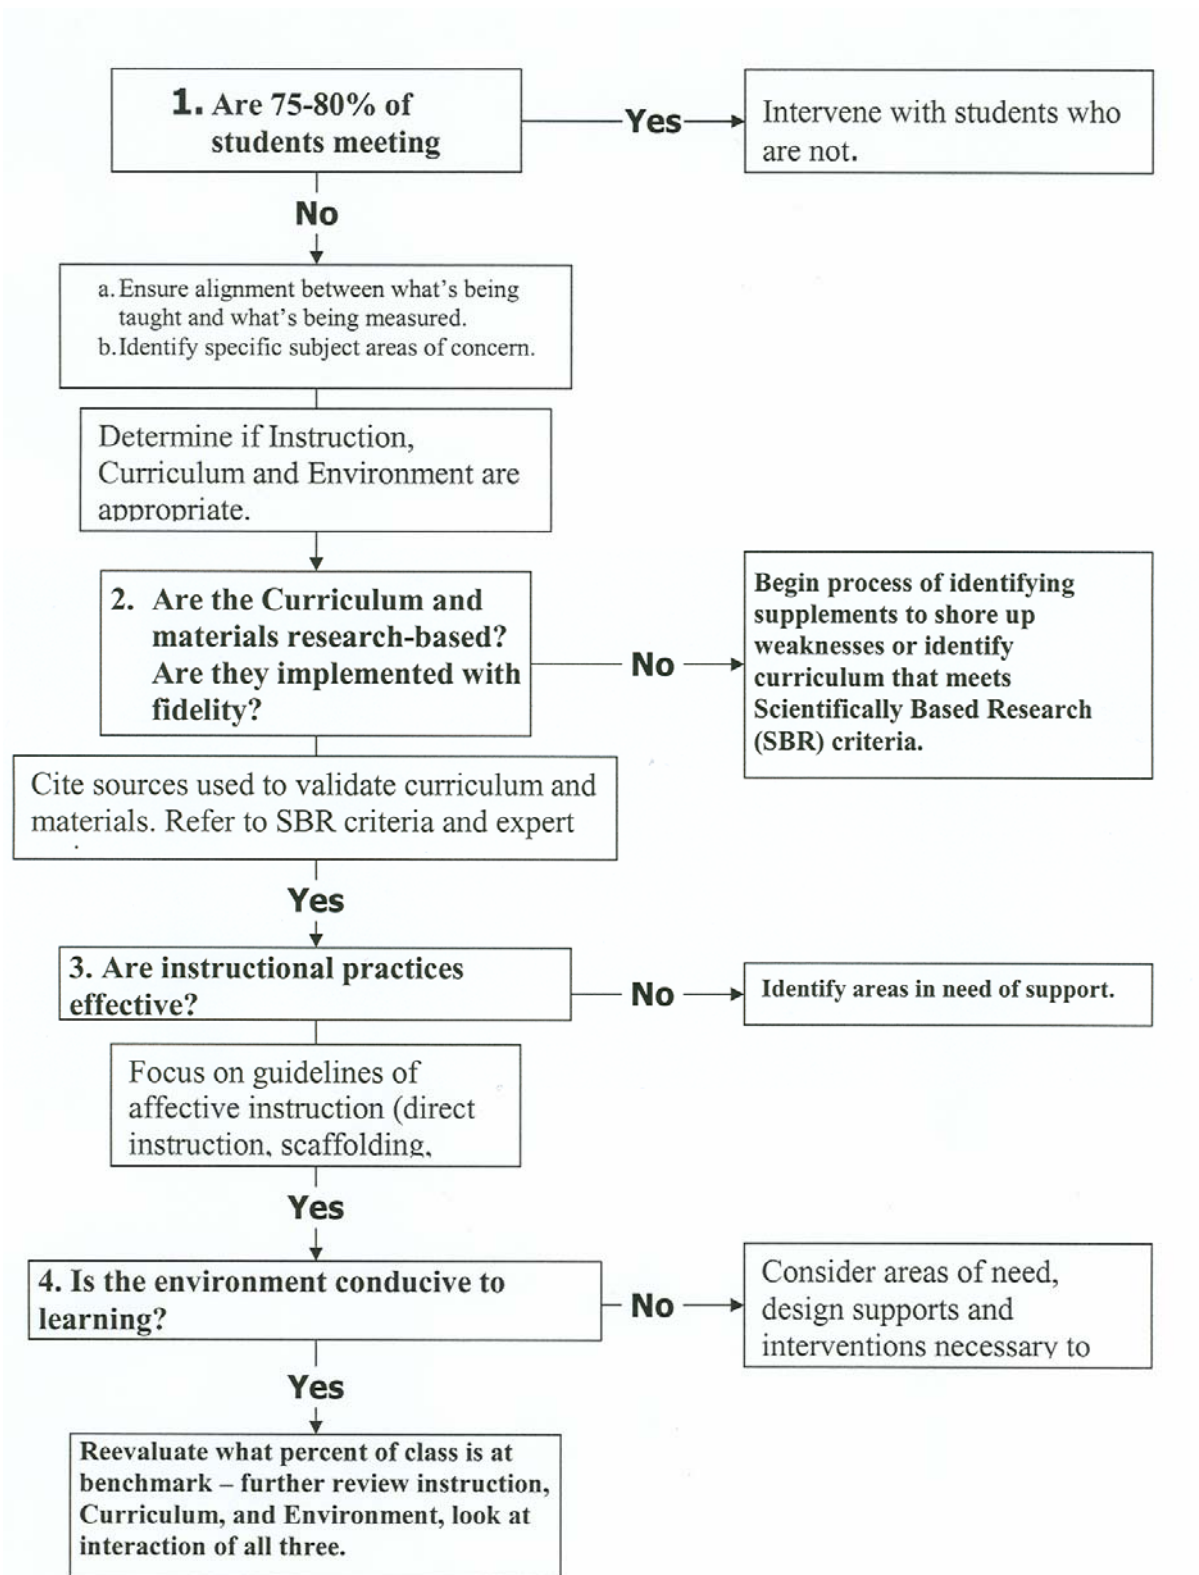 1. Are 75-80% of
students meeting
Yes
Intervene with students who
are not.
No
a. Ensure alignment between what's being
taught and what's being measured.
b. Identify specific subject areas of concern.
Determine if Instruction,
Curriculum and Environment are
appropriate.
2. Are the Curriculum and
materials research-based?
Are they implemented with
fidelity?
No
Begin process of identifying
supplements to shore up
weaknesses or identify
curriculum that meets
Scientifically Based Research
(SBR) criteria.
Cite sources used to validate curriculum and
materials. Refer to SBR criteria and expert
Yes
3. Are instructional practices
effective?
No
Identify areas in need of support.
Focus on guidelines of
affective instruction (direct
instruction, scaffolding,
Yes
4. Is the environment conducive to
learning?
No
Consider areas of need,
design supports and
interventions necessary to
Yes
Reevaluate what percent of class is at
benchmark – further review instruction,
Curriculum, and Environment, look at
interaction of all three.